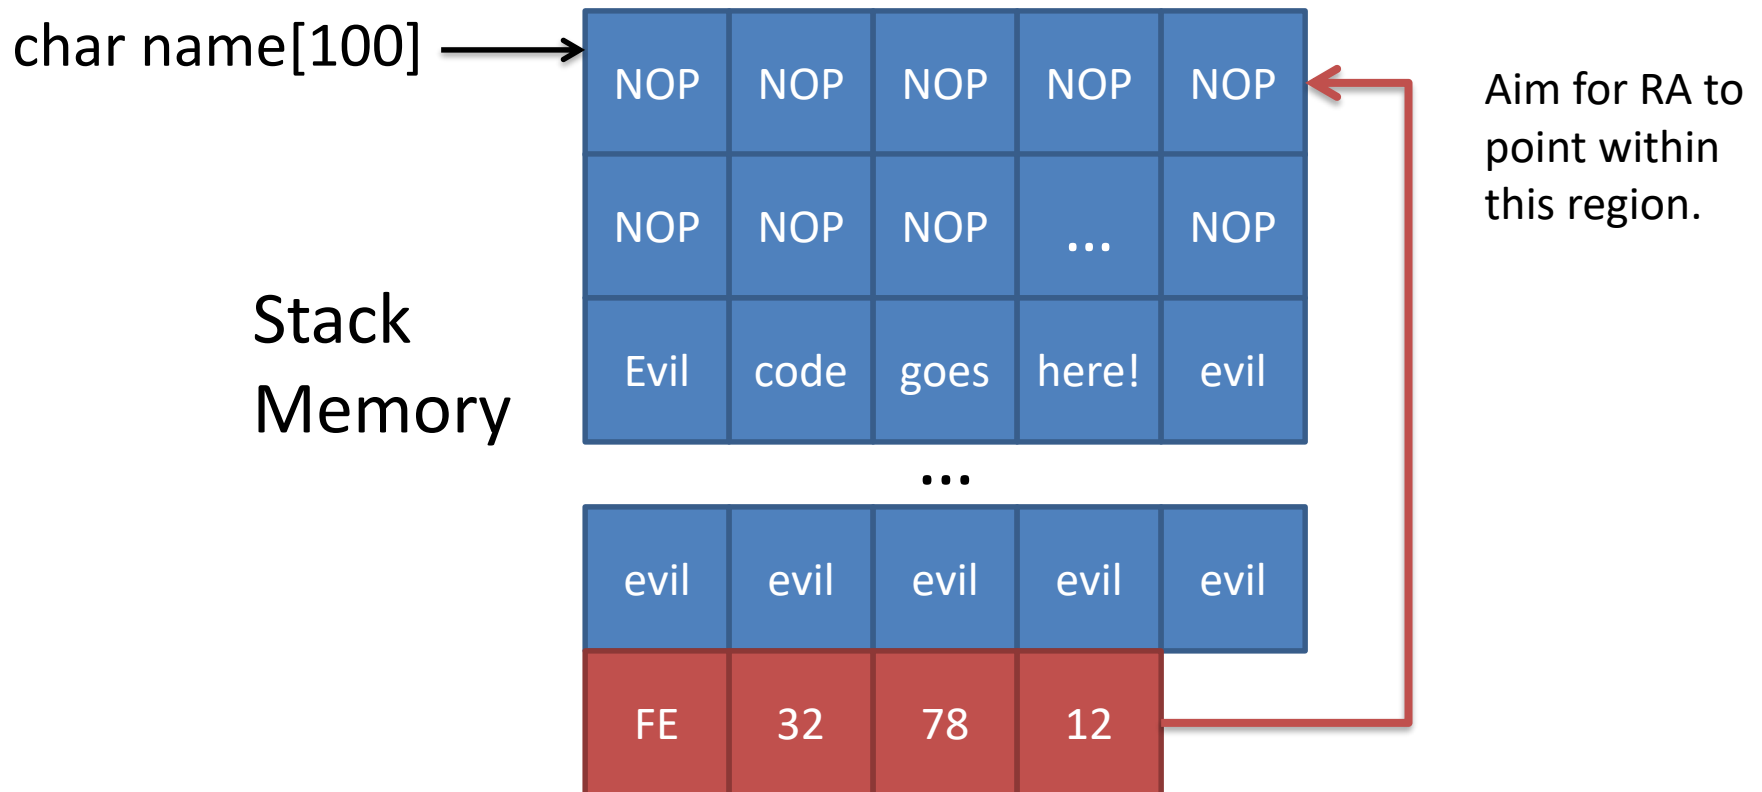 char name[100]
NOP NOP NOP NOP NOP
Aim for RA to
point within
this region.
NOP NOP NOP ... NOP
Stack
Memory
Evil code goes here! evil
...
evil evil evil evil evil
FE 32 78 12